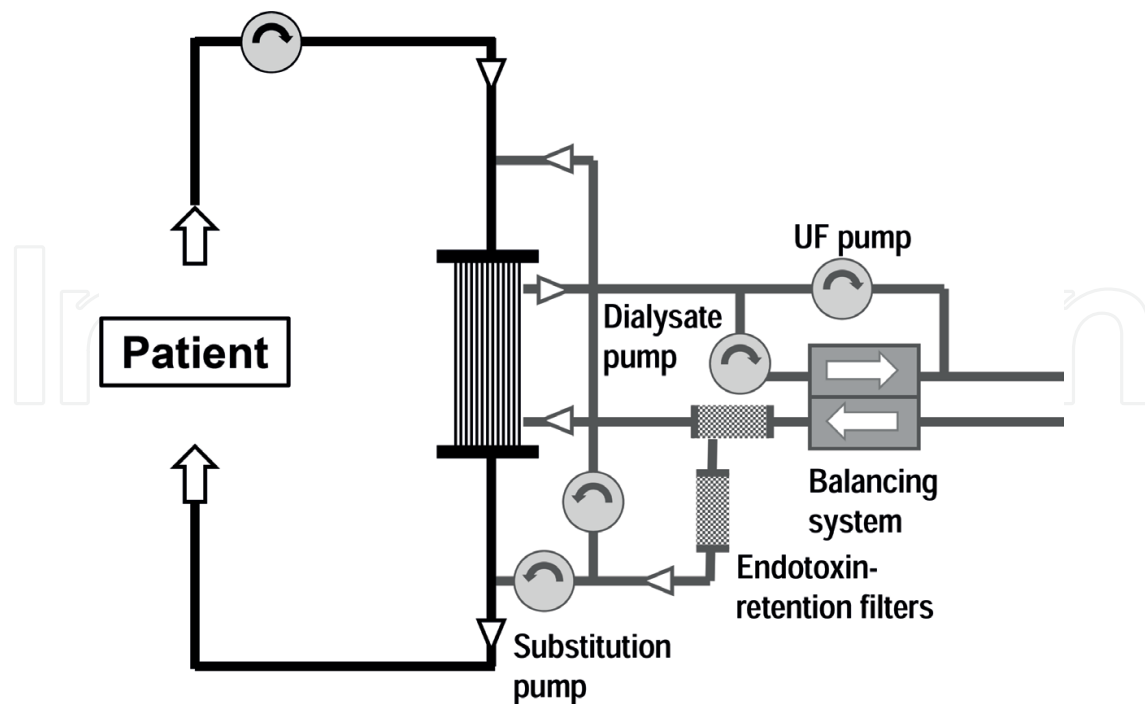 UF pump
Dialysate
pump
Patient
Balancing
system
Endotoxin-
retention filters
Substitution
pump